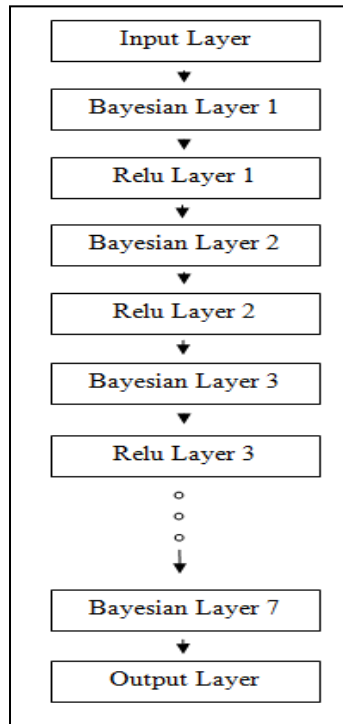 Input Layer
Bayesian Layer 1
Relu Layer 1
Bayesian Layer 2
Relu Layer 2
Bayesian Layer 3
Relu Layer 3
Bayesian Layer 7
Output Layer